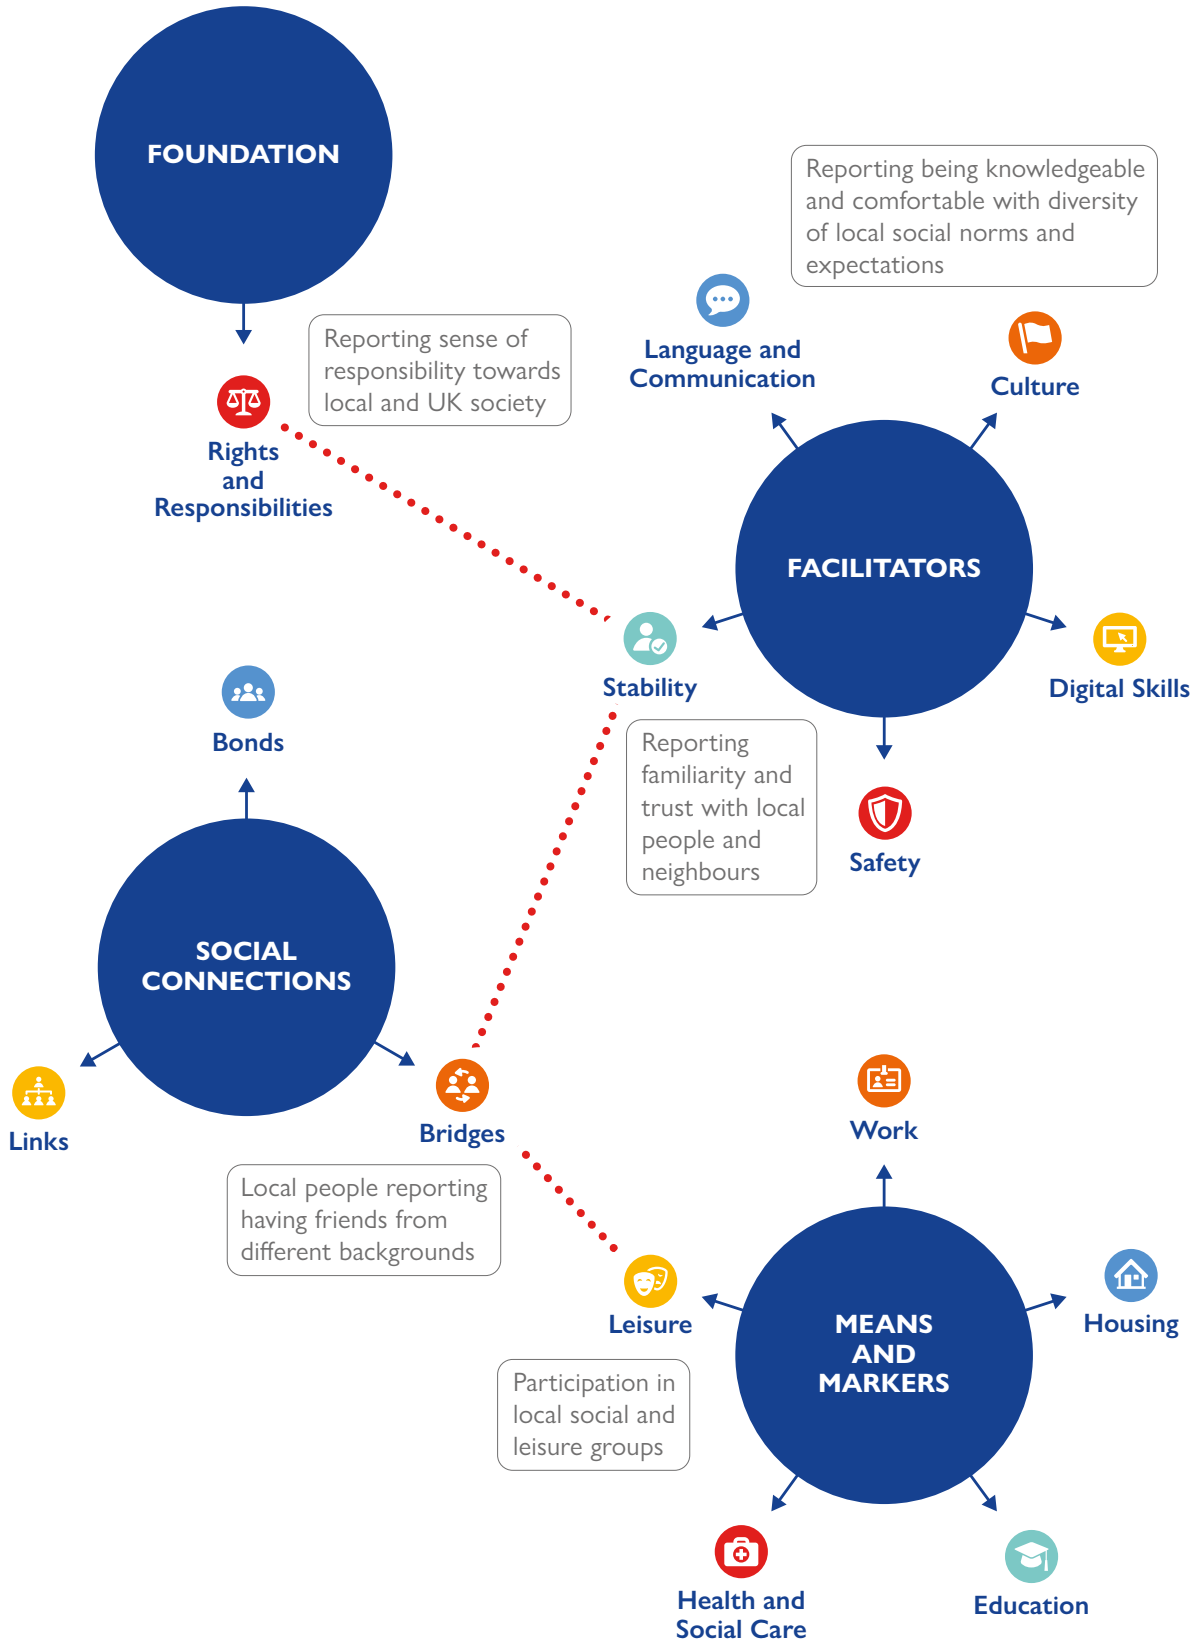 FOUNDATION
Reporting being knowledgeable
and comfortable with diversity
of local social norms and
expectations
Reporting sense of
responsibility towards
local and UK society
Language and
Communication
Culture
Rights
and
Responsibilities
FACILITATORS
Stability
Digital Skills
Bonds
Reporting
familiarity and
trust with local
people and
neighbours
Safety
SOCIAL
CONNECTIONS
Links
Bridges
Work
Local people reporting
having friends from
different backgrounds
Leisure
Housing
MEANS
AND
MARKERS
Participation in
local social and
leisure groups
Health and
Social Care
Education